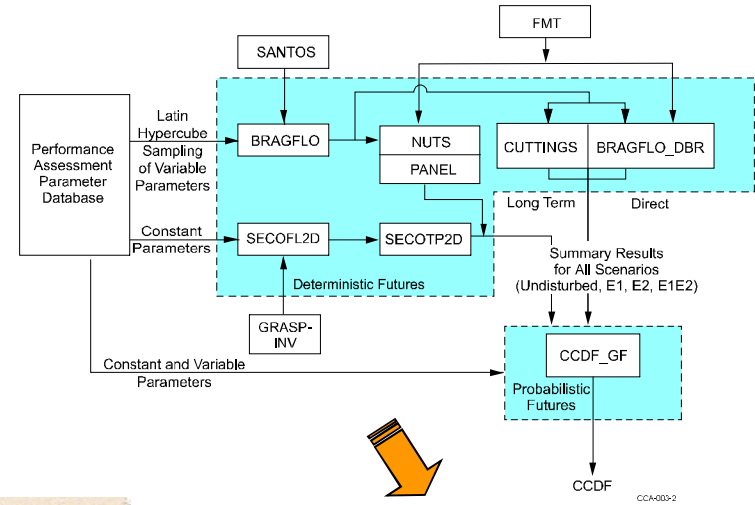 FMT
SANTOS
Performance
Assessment
Parameter
Database
Latin
Hypercube
Sampling
of Variable
Parameters
BRAGFLO
NUTS
PANEL
CUTTINGS
BRAGFLO_DBR
Long Term
Direct
Constant
Parameters
SECOFL2D
SECOTP2D
Deterministic Futures
Summary Results
for All Scenarios
(Undisturbed, E1, E2, E1E2)
GRASP-
INV
Constant and Variable
Parameters
CCDF_GF
Probabilistic
Futures
CCDF
CCA-003-2